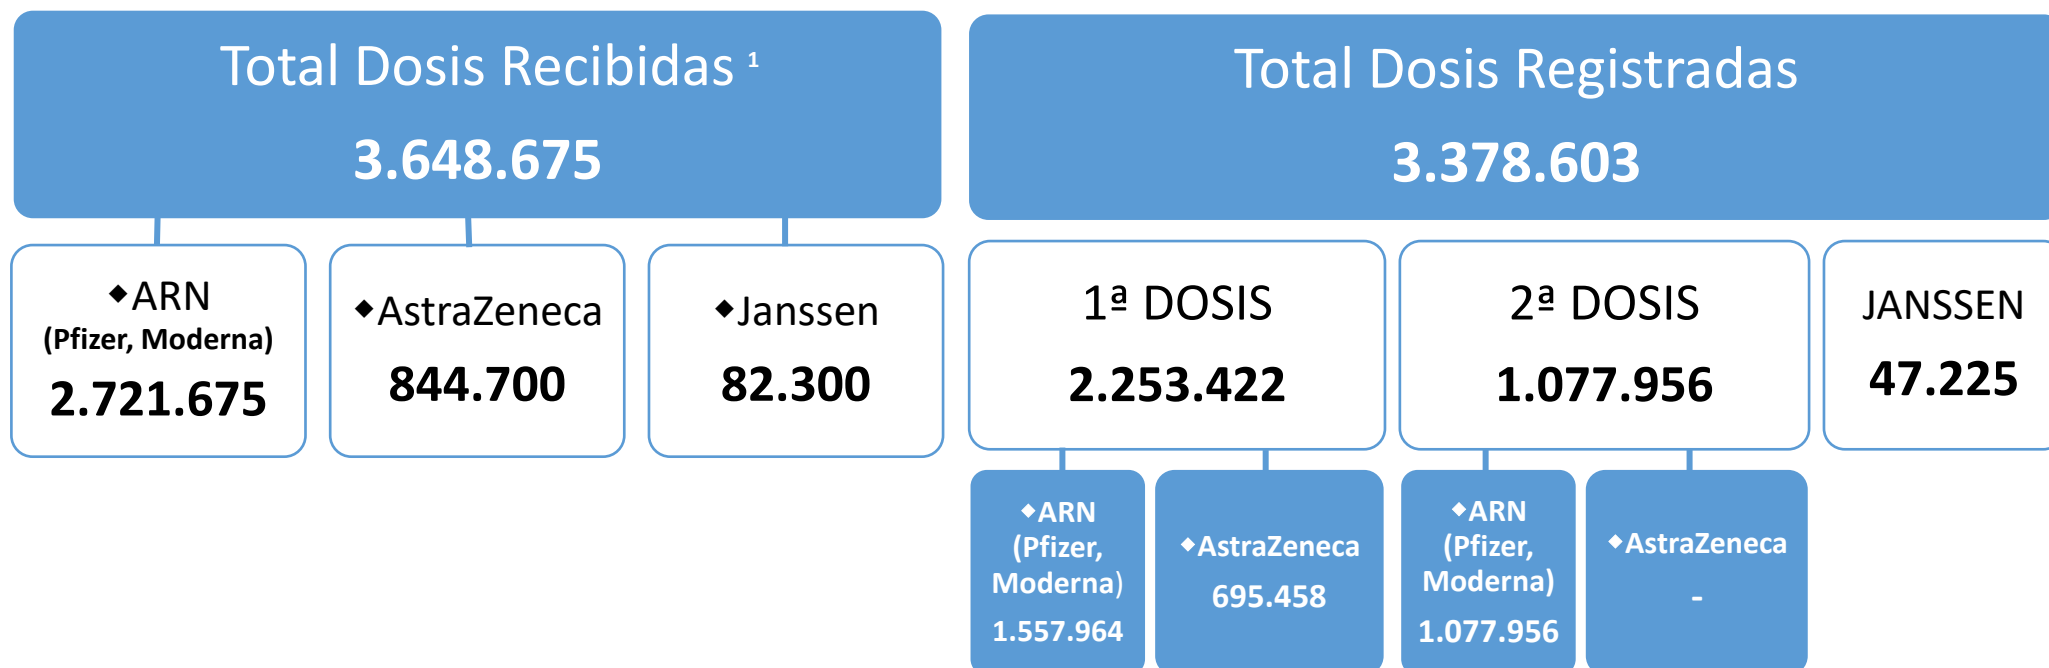 Total Dosis Recibidas ¹
3.648.675
◆ARN
(Pfizer, Moderna)
2.721.675
◆AstraZeneca
844.700
◆Janssen
82.300
Total Dosis Registradas
3.378.603
1ª DOSIS
2.253.422
◆ARN
(Pfizer,
Moderna)
1.557.964
◆AstraZeneca
695.458
2ª DOSIS
1.077.956
◆ARN
(Pfizer,
Moderna)
1.077.956
◆AstraZeneca
-
JANSSEN
47.225